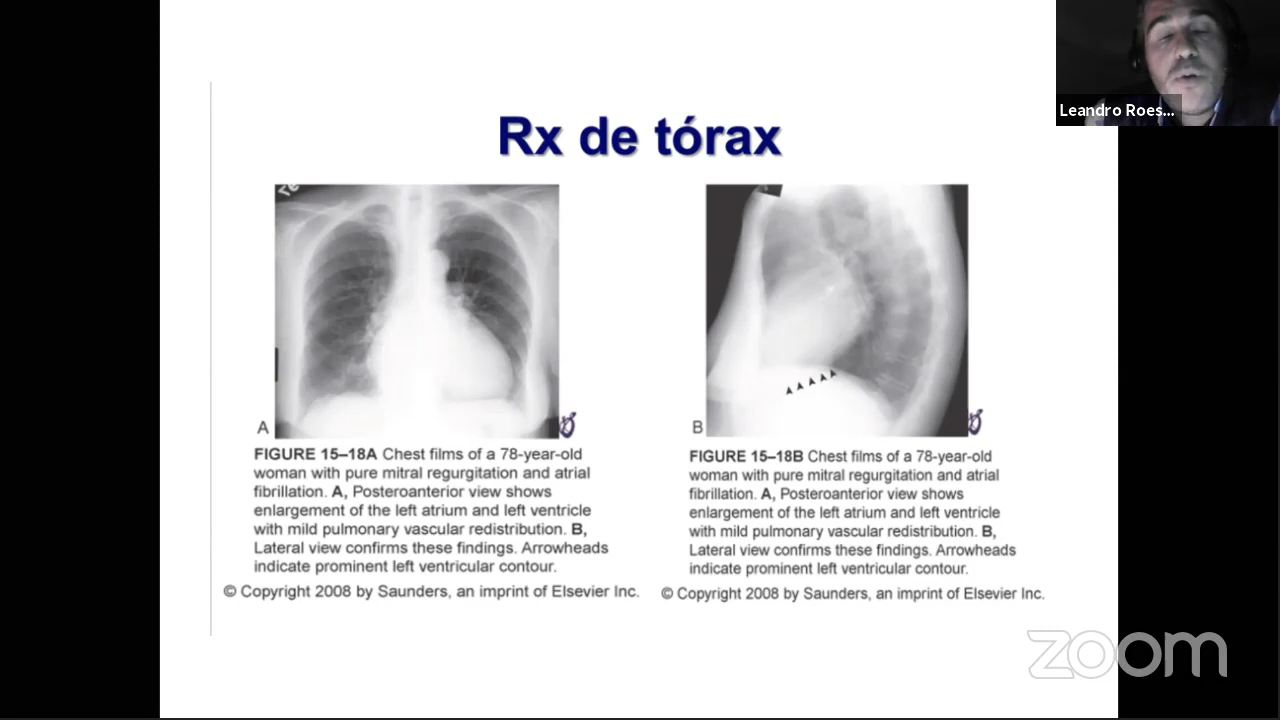 Leandro Roes...
Rx de tórax
A
B
FIGURE 15–18A Chest films of a 78-year-old
woman with pure mitral regurgitation and atrial
fibrillation. A, Posteroanterior view shows
enlargement of the left atrium and left ventricle
with mild pulmonary vascular redistribution. B,
Lateral view confirms these findings. Arrowheads
indicate prominent left ventricular contour.
© Copyright 2008 by Saunders, an imprint of Elsevier Inc.
FIGURE 15–18B Chest films of a 78-year-old
woman with pure mitral regurgitation and atrial
fibrillation. A, Posteroanterior view shows
enlargement of the left atrium and left ventricle
with mild pulmonary vascular redistribution. B,
Lateral view confirms these findings. Arrowheads
indicate prominent left ventricular contour.
© Copyright 2008 by Saunders, an imprint of Elsevier Inc.
zoom